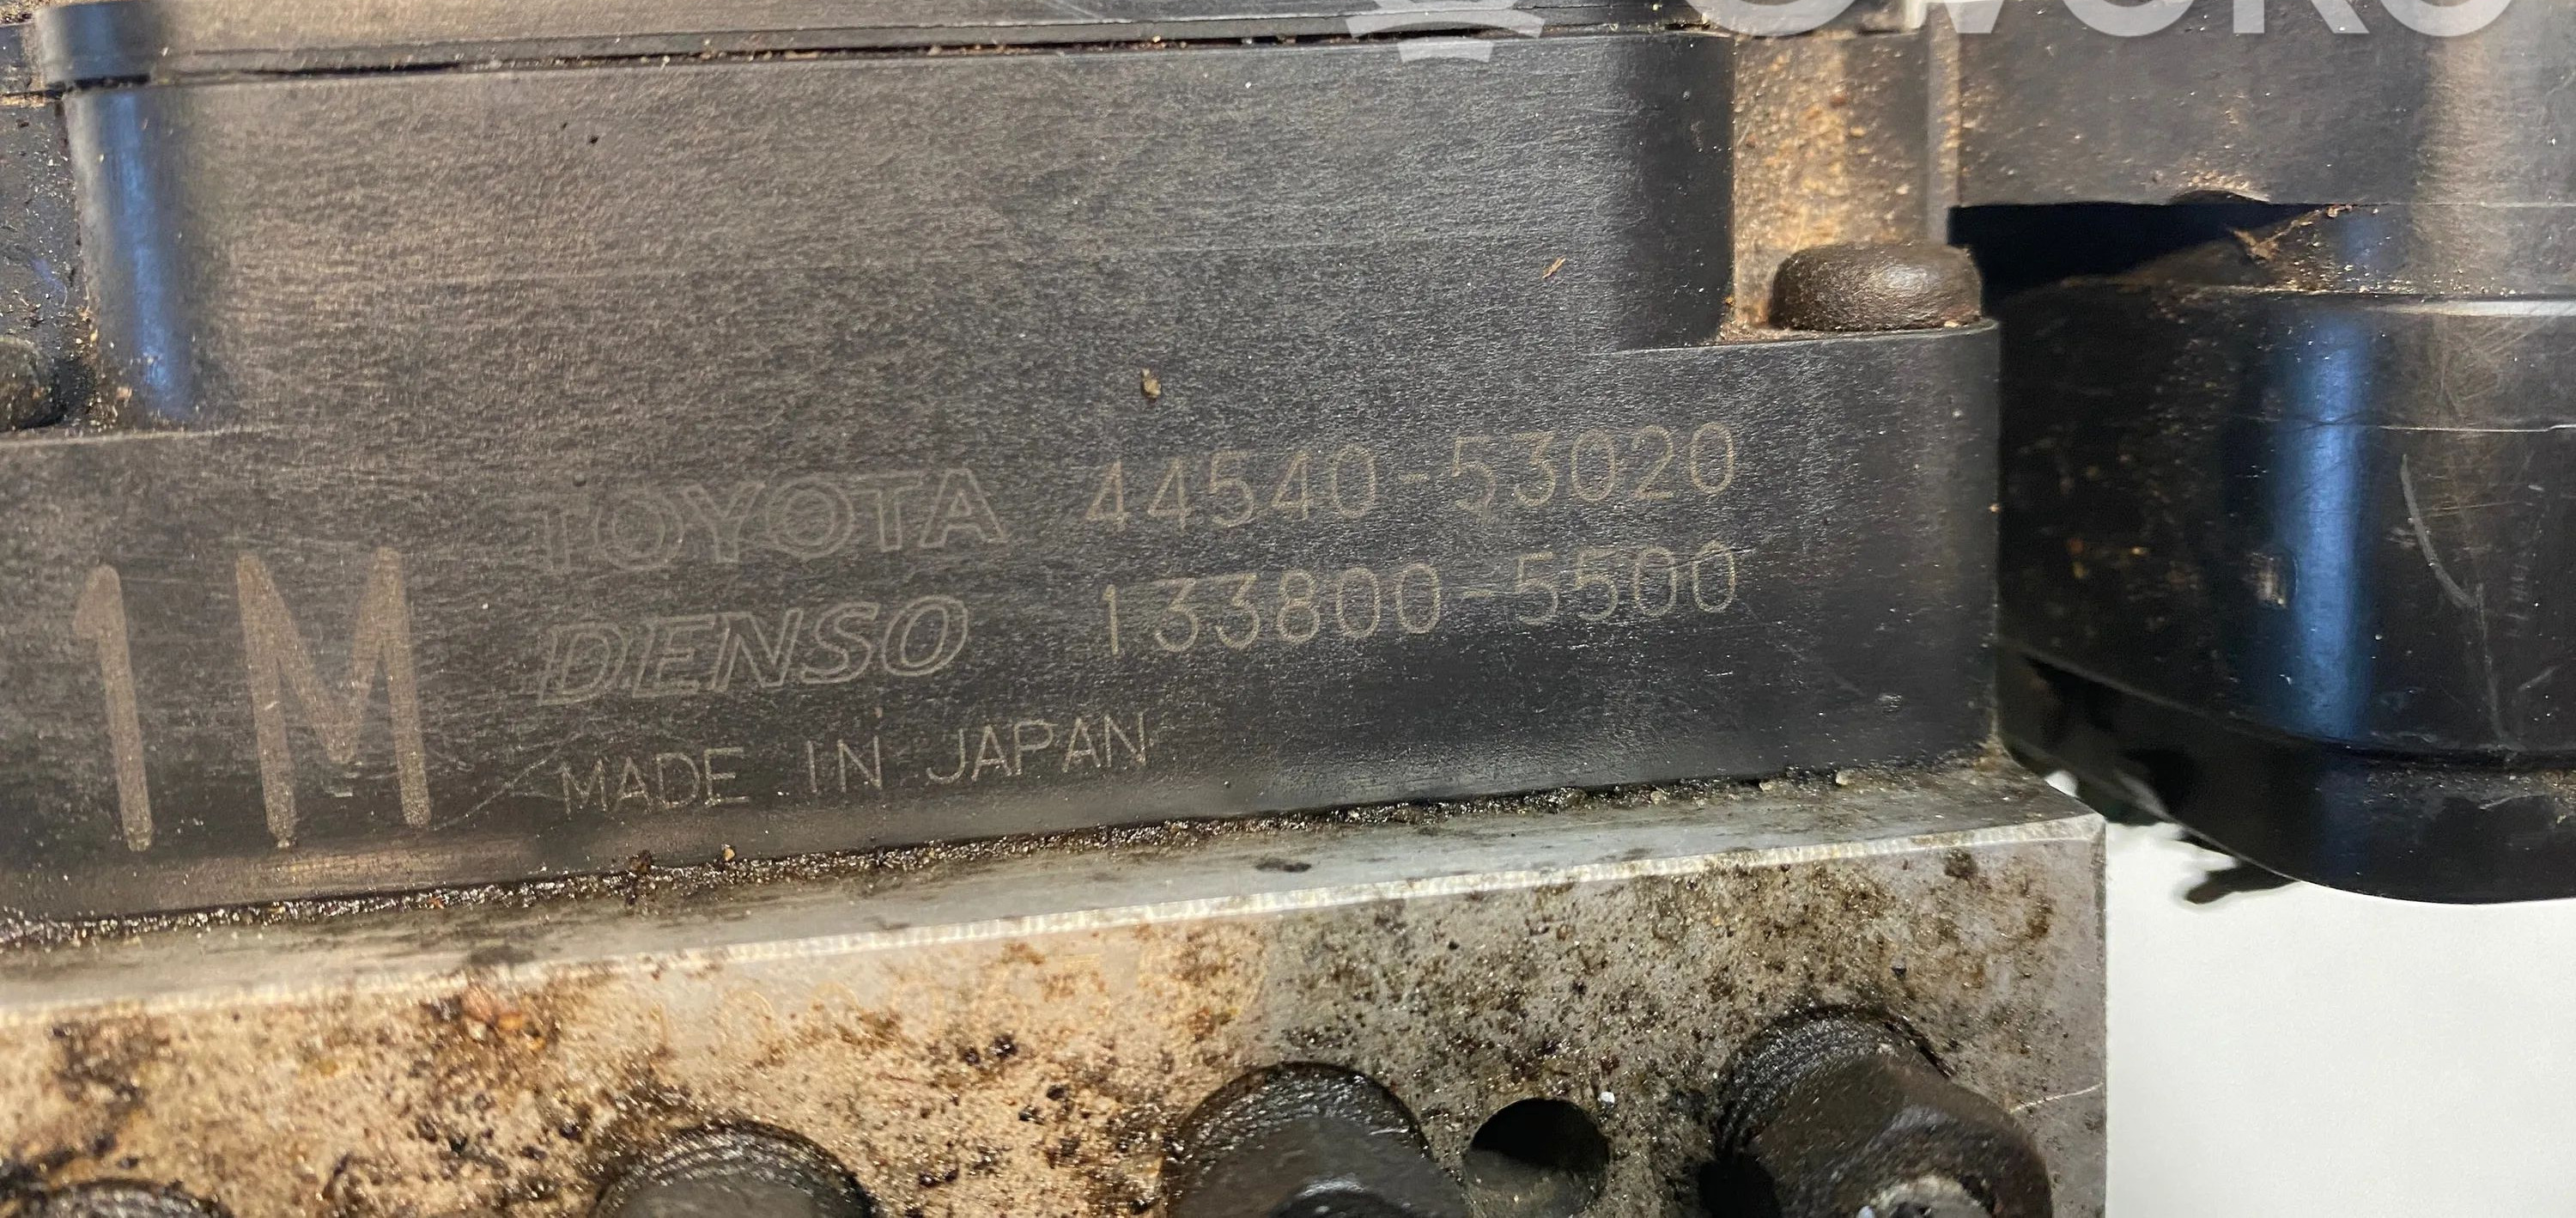 TOYOTA 44540-53020
1M DENSO 133800-5500
MADE IN JAPAN